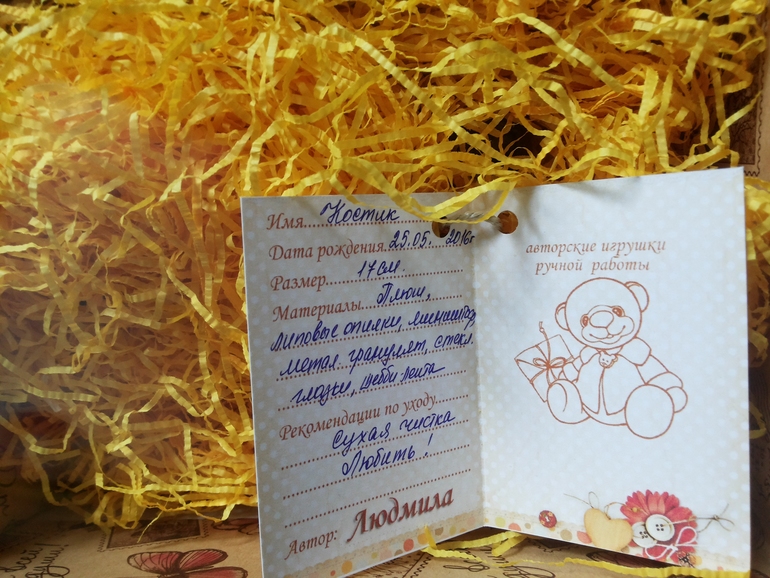 Имя...Костик
Дата рождения 25.05. 2016г
Размер...17см.
Материалы...Плюш,
липовые опилки,
метал. гранулят, стекл.
глазки, шебби-лента
Рекомендации по уходу...
Сухая чистка
Любить!
Автор: Людмила
авторские игрушки
ручной работы